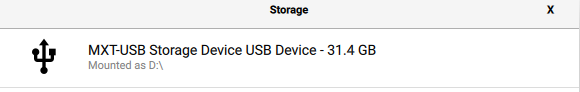 Storage X
MXT-USB Storage Device USB Device - 31.4 GB
Mounted as D:\